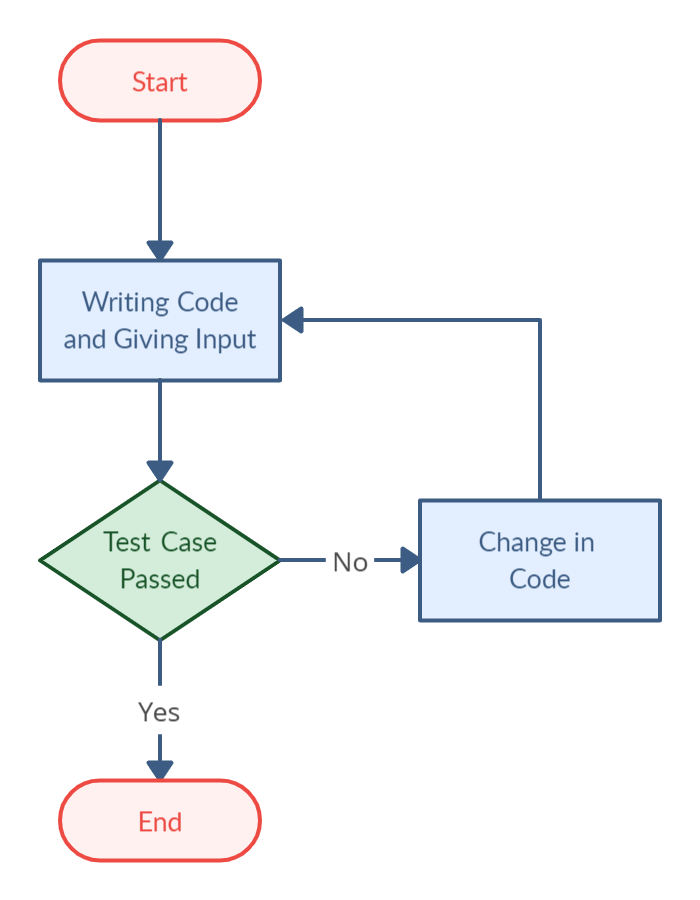 Start
Writing Code
and Giving Input
Test Case
Passed
No
Change in
Code
Yes
End